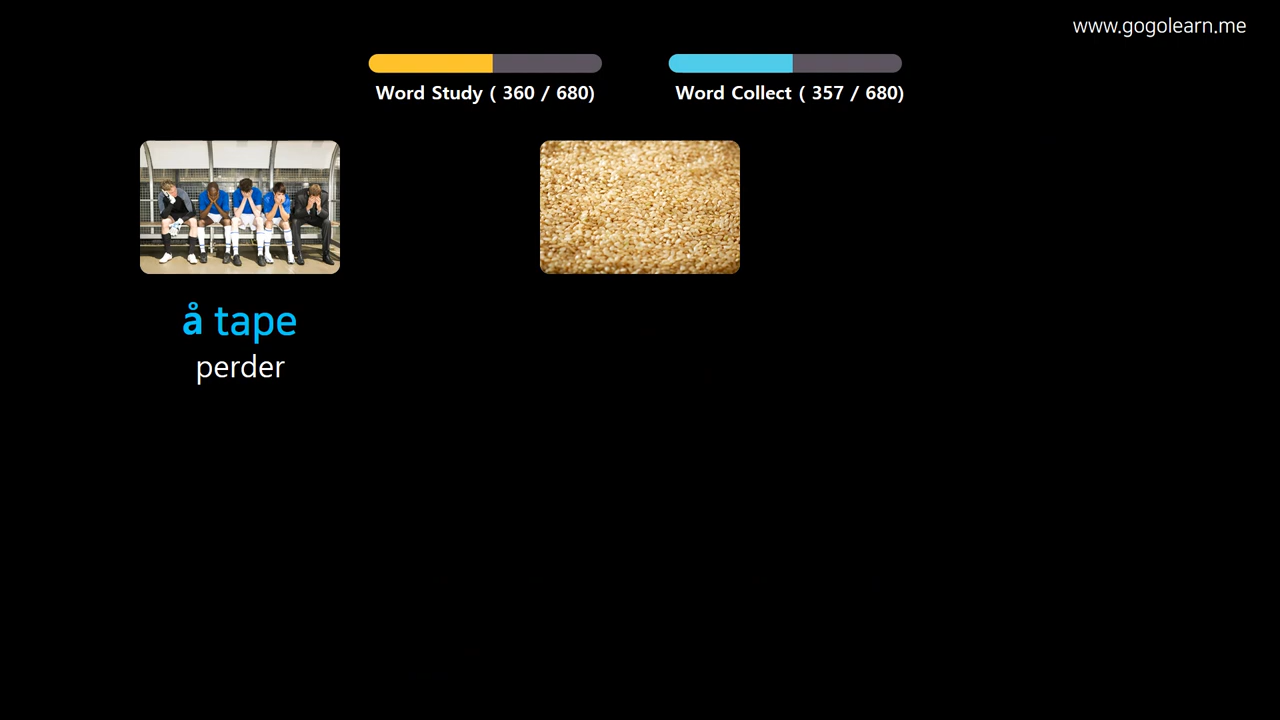 www.gogolearn.me
Word Study ( 360 / 680)
Word Collect ( 357 / 680)
å tape
perder